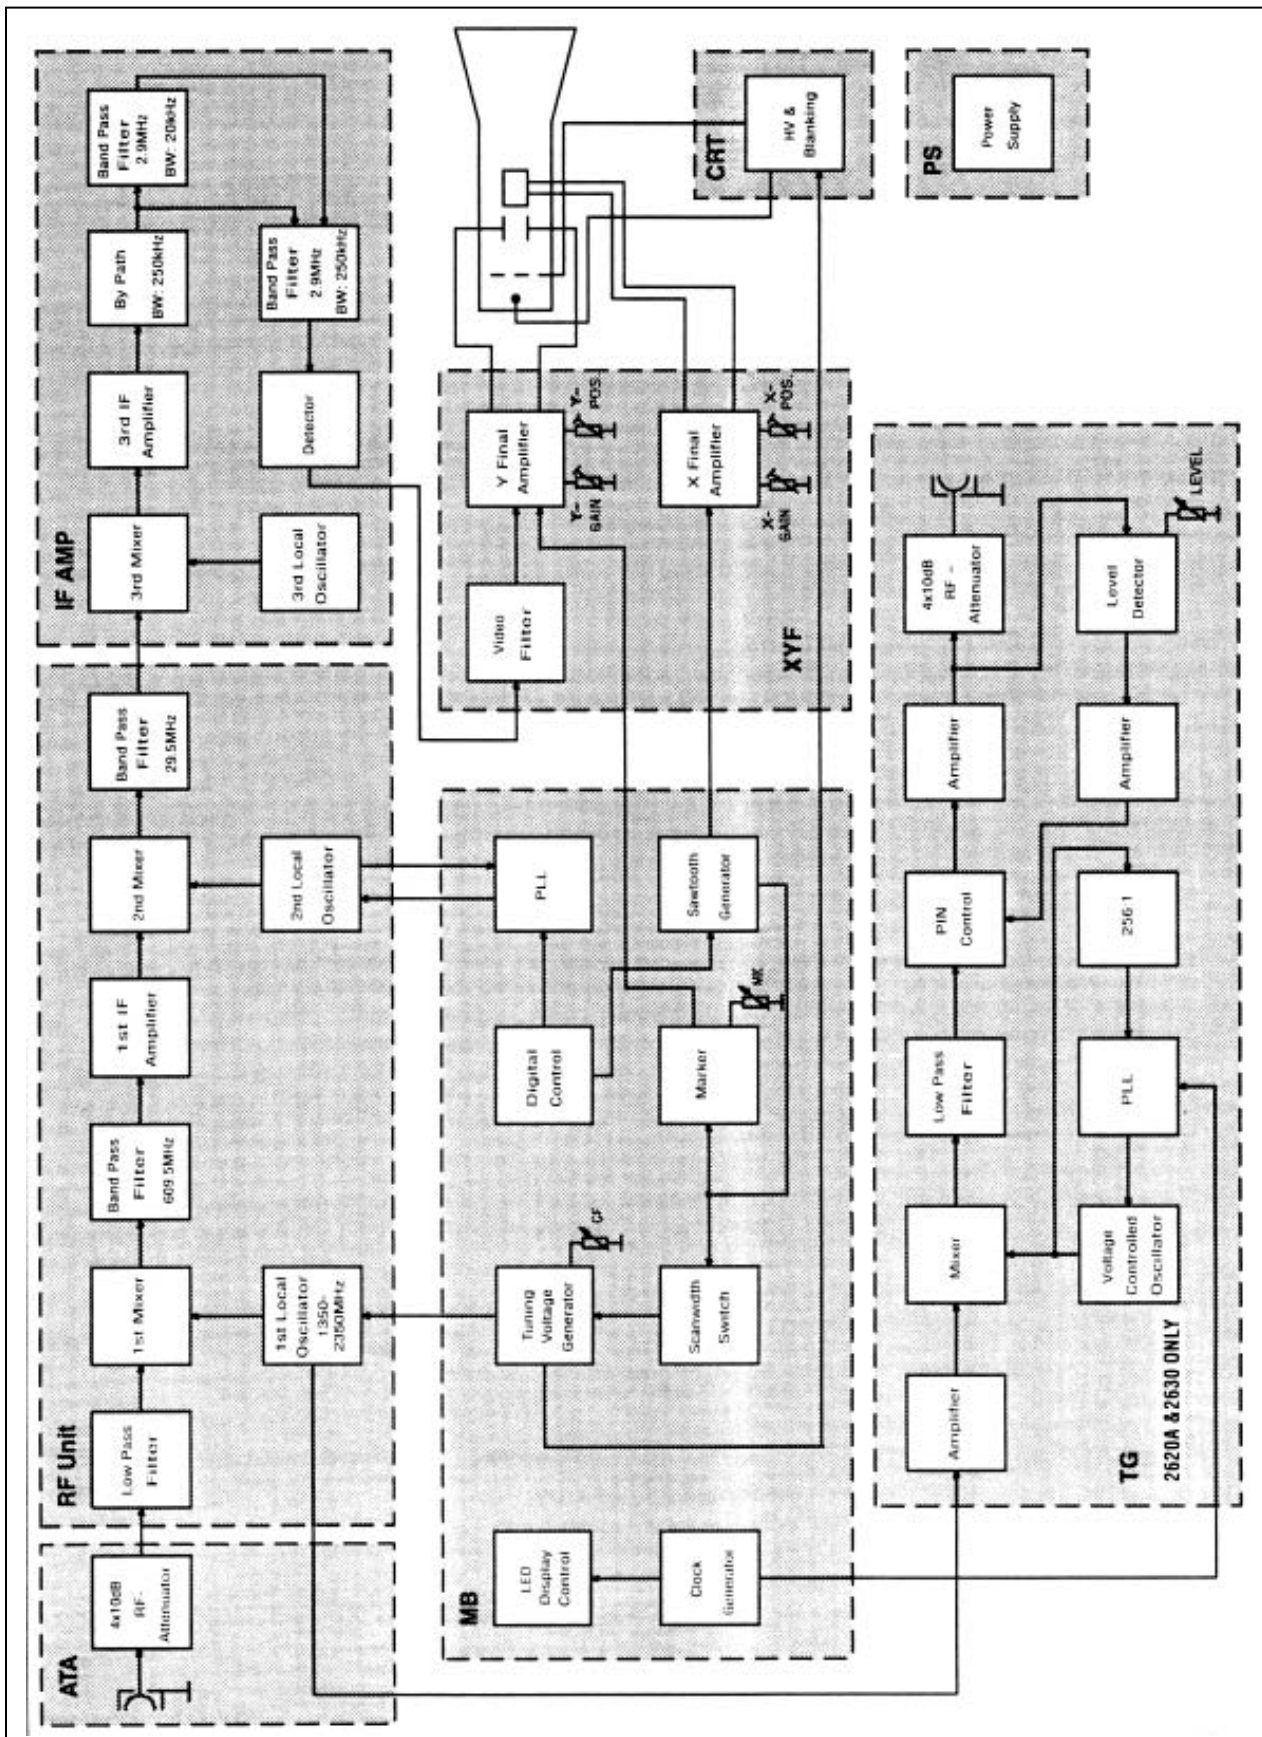 ATA
4x10dB
RF-
Attenuator
RF Unit
Low Pass
Filter
1st Mixer
Band Pass
Filter
609.5MHz
1st IF
Amplifier
2nd Mixer
Band Pass
Filter
29.5MHz
1st Local
Oscillator
1350-
2350MHz
2nd Local
Oscillator
IF AMP
3rd Mixer
3rd IF
Amplifier
By Path
BW: 250kHz
Band Pass
Filter
2.9MHz
BW: 20kHz
3rd Local
Oscillator
Detector
Band Pass
Filter
2.9MHz
BW: 250kHz
MB
LED
Display
Control
Clock
Generator
Tuning
Voltage
Generator
CF
Scanwidth
Switch
Digital
Control
Marker
MK
PLL
Sawtooth
Generator
XYF
Video
Filter
Y Final
Amplifier
Y-
GAIN
Y-
POS.
X Final
Amplifier
X-
GAIN
X-
POS.
CRT
HV &
Blanking
PS
Power
Supply
TG
2620A & 2630 ONLY
Amplifier
Mixer
Low Pass
Filter
PIN
Control
Amplifier
4x10dB
RF -
Attenuator
Voltage
Controlled
Oscillator
PLL
256:1
Amplifier
Level
Detector
LEVEL